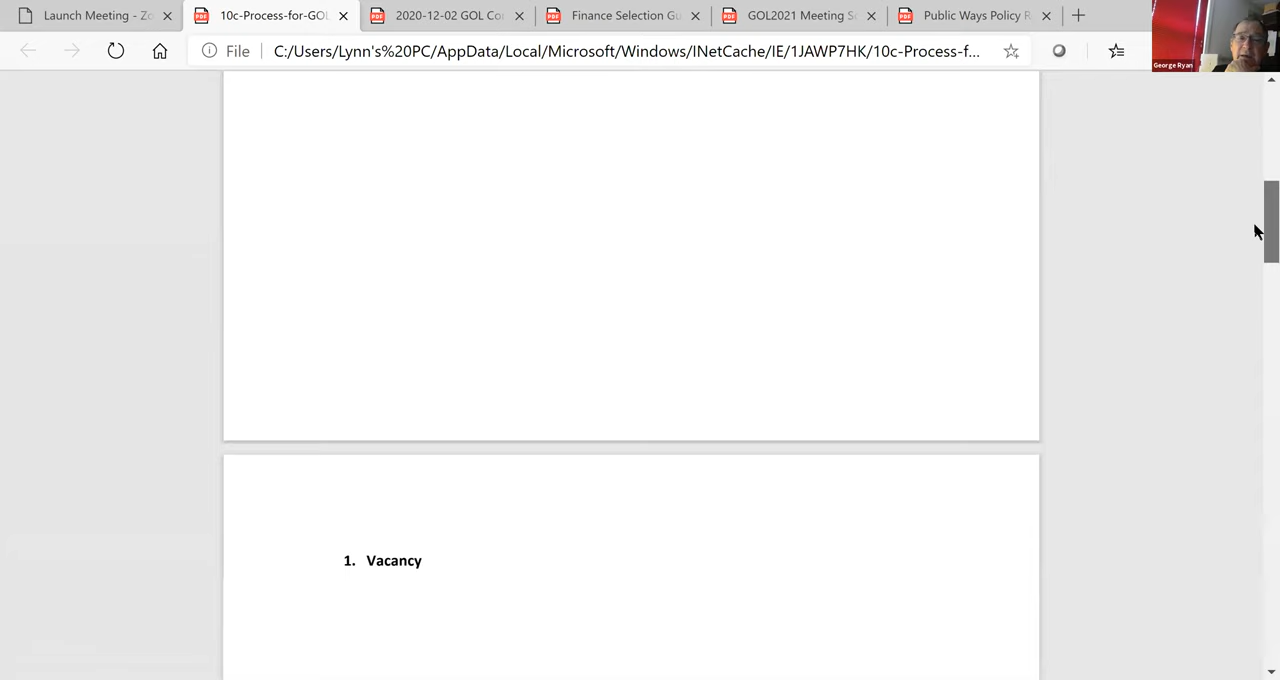 Launch Meeting - Zo
10c-Process-for-GOL
2020-12-02 GOL Co
Finance Selection Gu
GOL2021 Meeting Sc
Public Ways Policy R
File
C:/Users/Lynn's%20PC/AppData/Local/Microsoft/Windows/INetCache/IE/1JAWP7HK/10c-Process-f...
George Ryan
1. Vacancy